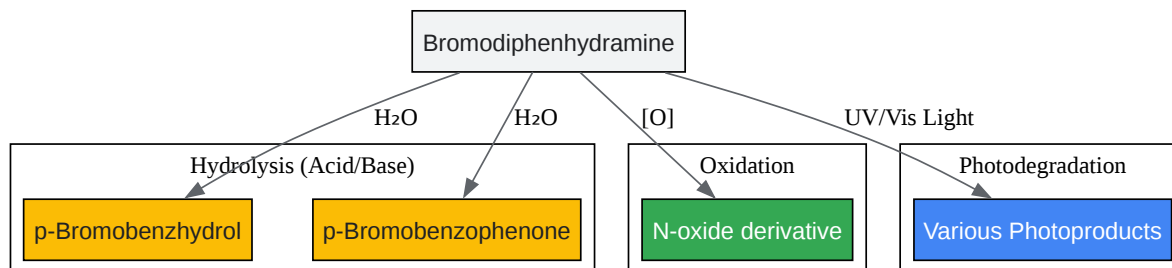 Bromodiphenhydramine
H₂O
H₂O
[O]
UV/Vis Light
Hydrolysis (Acid/Base)
Oxidation
Photodegradation
p-Bromobenzhydrol
p-Bromobenzophenone
N-oxide derivative
Various Photoproducts